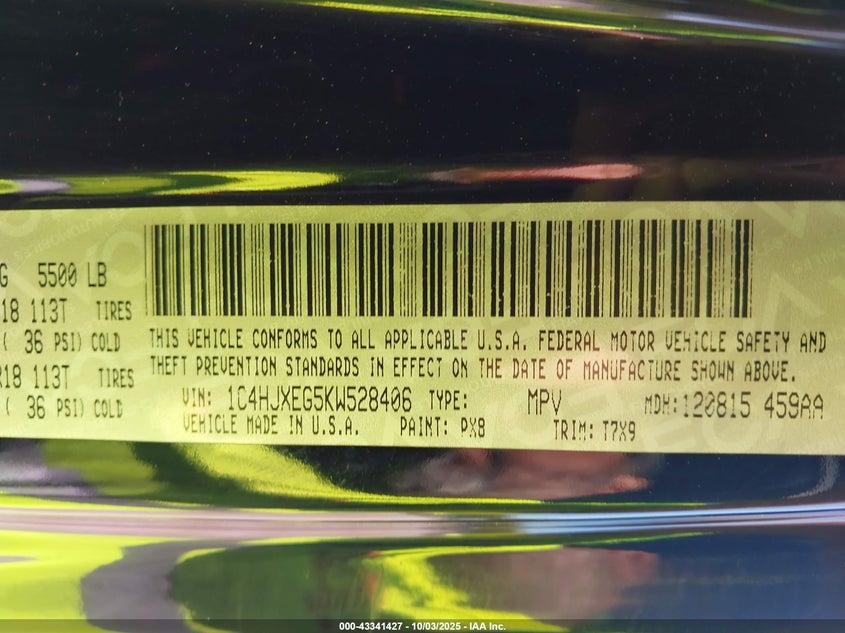 G 5500 LB
18 113T TIRES
( 36 PSI) COLD
R18 113T TIRES
( 36 PSI) COLD
THIS VEHICLE CONFORMS TO ALL APPLICABLE U.S.A. FEDERAL MOTOR VEHICLE SAFETY AND
THEFT PREVENTION STANDARDS IN EFFECT ON THE DATE OF MANUFACTURE SHOWN ABOVE.
VIN: 1C4HJXEG5KW528406 TYPE: MPV MDH:120815 459AA
VEHICLE MADE IN U.S.A. PAINT: PX8 TRIM: T7X9
000-43341427 - 10/03/2025 - IAA Inc.